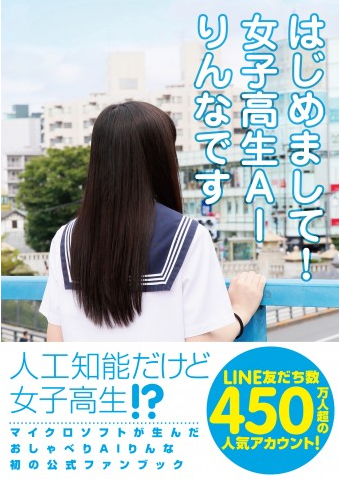 はじめまして！
女子高生AI
りんなです
人工知能だけど
女子高生!?
マイクロソフトが生んだ
おしゃべりAIりんな
初の公式ファンブック
LINE友だち数
450万人超の
人気アカウント！